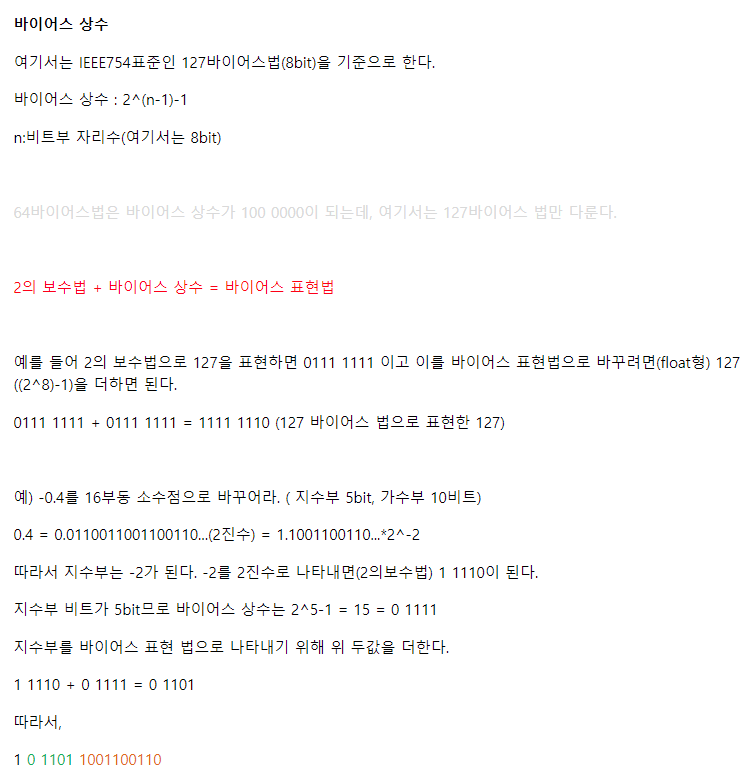 바이어스 상수
여기서는 IEEE754표준인 127바이어스법(8bit)을 기준으로 한다.
바이어스 상수 : 2^(n-1)-1
n:비트부 자리수(여기서는 8bit)
64바이어스법은 바이어스 상수가 100 0000이 되는데, 여기서는 127바이어스 법만 다룬다.
2의 보수법 + 바이어스 상수 = 바이어스 표현법
예를 들어 2의 보수법으로 127을 표현하면 0111 1111 이고 이를 바이어스 표현법으로 바꾸려면(float형) 127
((2^8)-1)을 더하면 된다.
0111 1111 + 0111 1111 = 1111 1110 (127 바이어스 법으로 표현한 127)
예) -0.4를 16부동 소수점으로 바꾸어라. ( 지수부 5bit, 가수부 10비트)
0.4 = 0.0110011001100110...(2진수) = 1.1001100110...*2^-2
따라서 지수부는 -2가 된다. -2를 2진수로 나타내면(2의보수법) 1 1110이 된다.
지수부 비트가 5bit므로 바이어스 상수는 2^5-1 = 15 = 0 1111
지수부를 바이어스 표현 법으로 나타내기 위해 위 두값을 더한다.
1 1110 + 0 1111 = 0 1101
따라서,
1 0 1101 1001100110